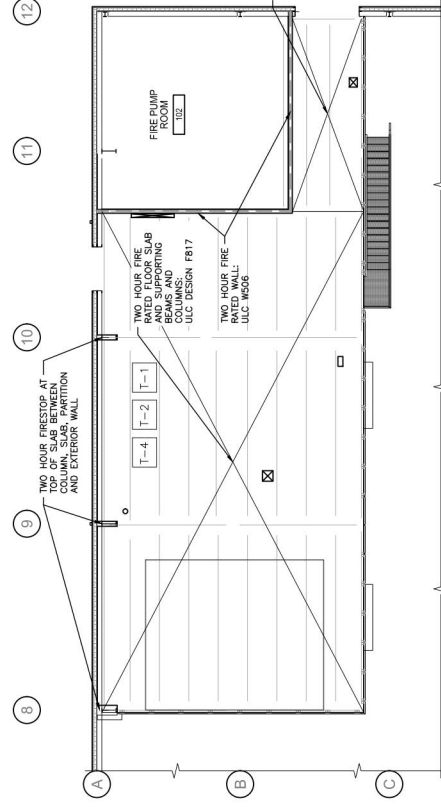 8
9
10
11
12
TWO HOUR FIRESTOP AT
TOP OF SLAB BETWEEN
COLUMN, SLAB, PARTITION
AND EXTERIOR WALL
A
B
C
T-4
T-2
T-1
TWO HOUR FIRE
RATED FLOOR SLAB
AND SUPPORTING
BEAMS AND
COLUMNS:
ULC DESIGN F817
TWO HOUR FIRE
RATED WALL:
ULC W506
FIRE PUMP
ROOM
102